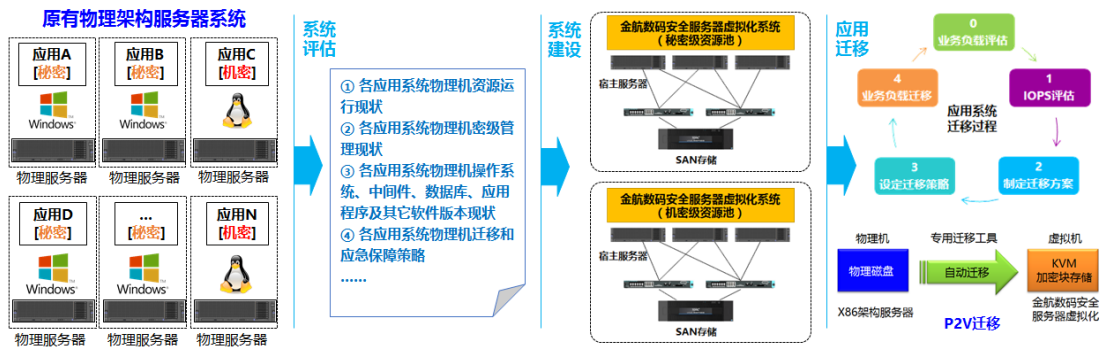 原有物理架构服务器系统
应用A
[秘密]
Windows
物理服务器
应用B
[秘密]
Windows
物理服务器
应用C
[机密]
物理服务器
应用D
[秘密]
Windows
物理服务器
...
[秘密]
Windows
物理服务器
应用N
[机密]
物理服务器
系统
评估
① 各应用系统物理机资源运
行现状
② 各应用系统物理机密级管
理现状
③ 各应用系统物理机操作系
统、中间件、数据库、应用
程序及其它软件版本现状
④ 各应用系统物理机迁移和
应急保障策略
……
系统
建设
金航数码安全服务器虚拟化系统
（秘密级资源池）
宿主服务器
SAN存储
金航数码安全服务器虚拟化系统
（机密级资源池）
宿主服务器
SAN存储
应用
迁移
0
业务负载评估
1
IOPS评估
2
制定迁移方案
3
设定迁移策略
4
业务负载迁移
应用系统
迁移过程
物理机
专用迁移工具
虚拟机
物理磁盘
自动迁移
KVM
加密块存储
X86架构服务器
金航数码安全
服务器虚拟化
P2V迁移